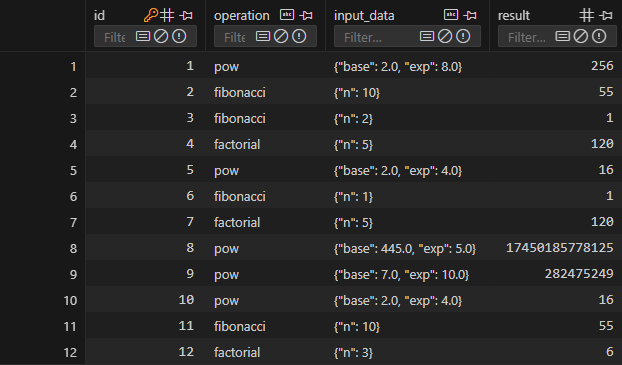 id operation input_data result
Filte Filte Filter... Filter...
1 1 pow {"base": 2.0, "exp": 8.0} 256
2 2 fibonacci {"n": 10} 55
3 3 fibonacci {"n": 2} 1
4 4 factorial {"n": 5} 120
5 5 pow {"base": 2.0, "exp": 4.0} 16
6 6 fibonacci {"n": 1} 1
7 7 factorial {"n": 5} 120
8 8 pow {"base": 445.0, "exp": 5.0} 17450185778125
9 9 pow {"base": 7.0, "exp": 10.0} 282475249
10 10 pow {"base": 2.0, "exp": 4.0} 16
11 11 fibonacci {"n": 10} 55
12 12 factorial {"n": 3} 6